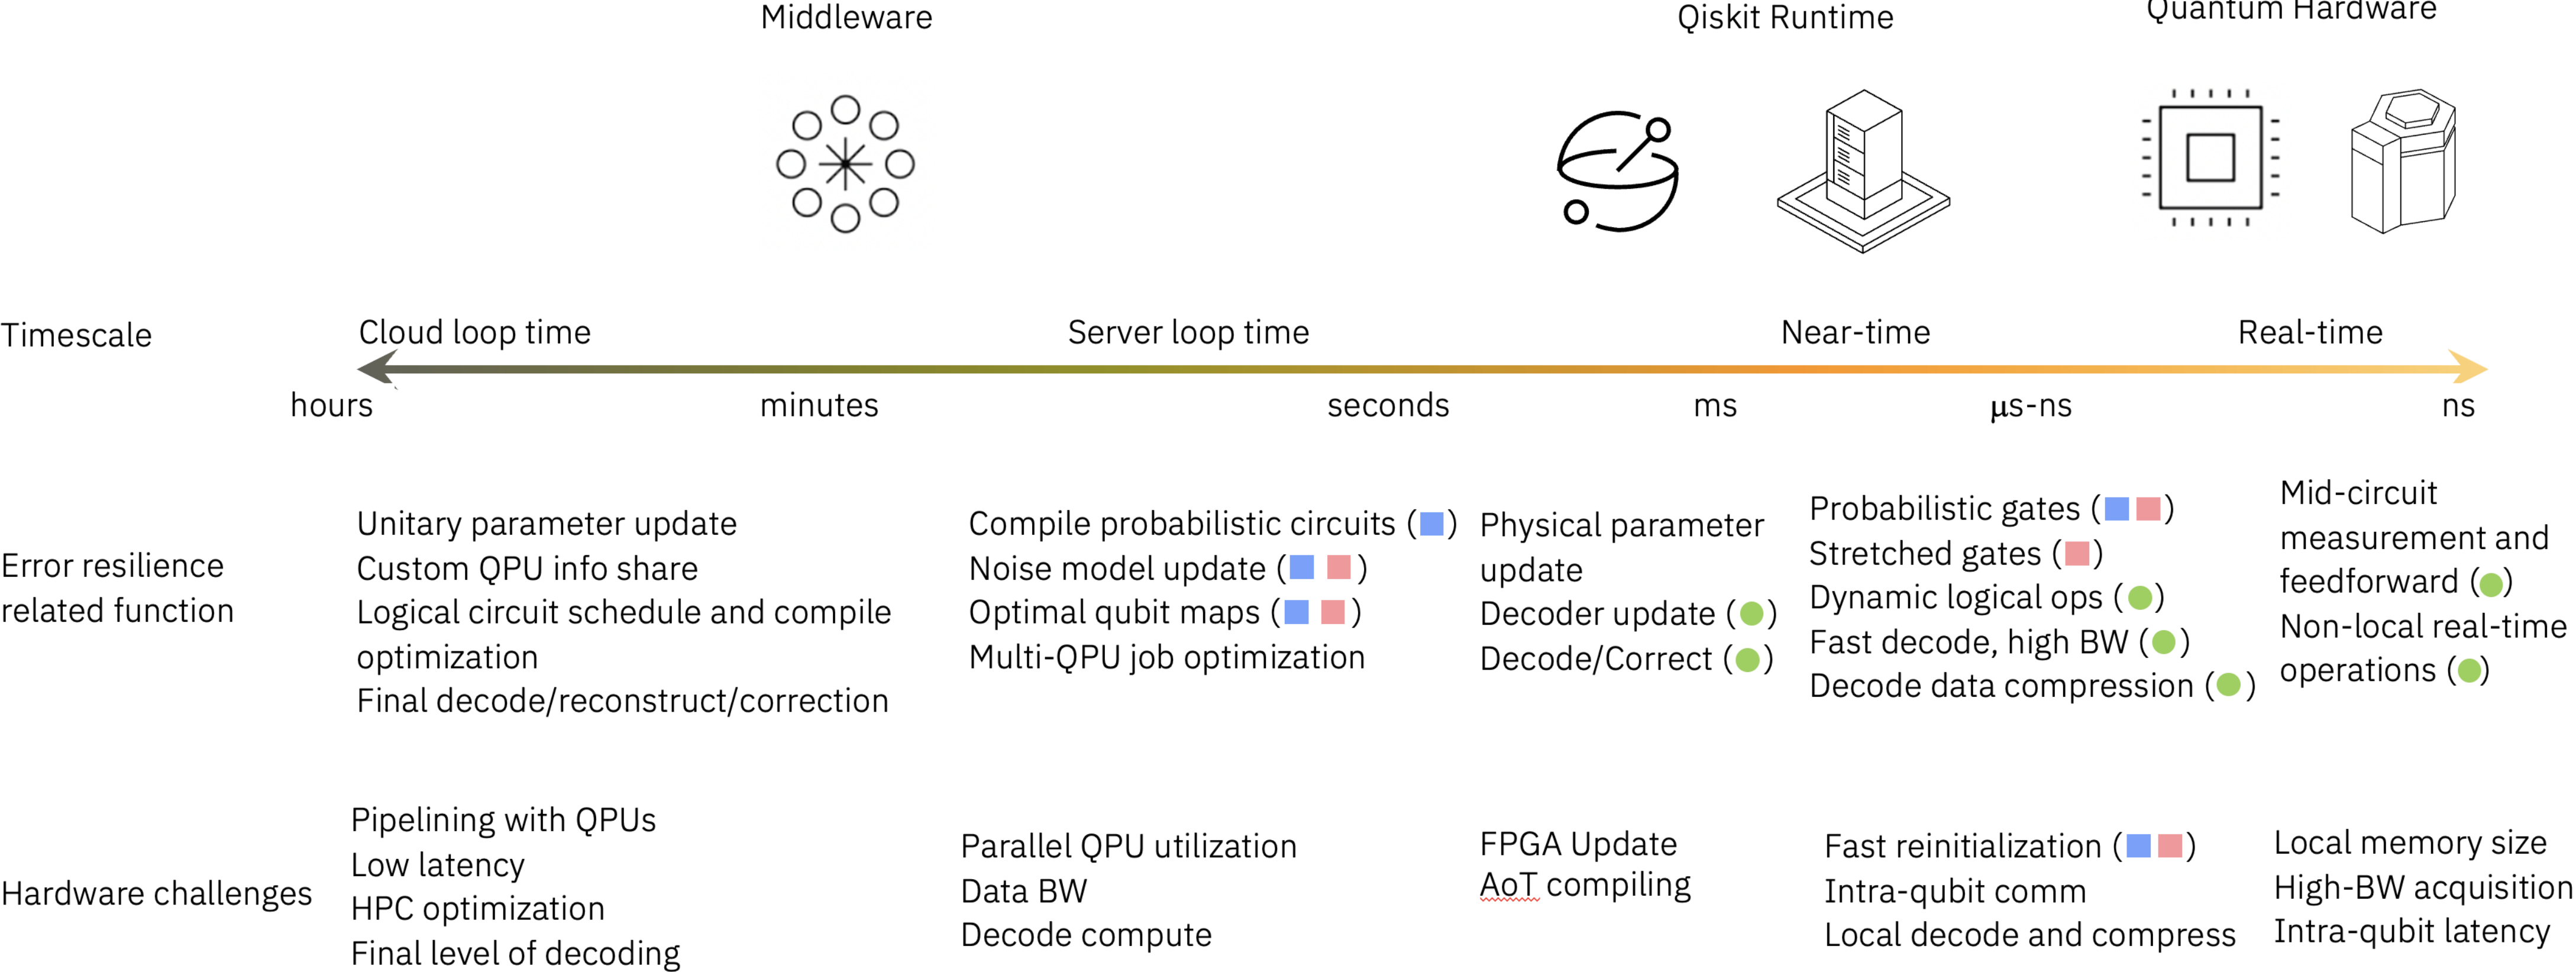 Middleware
Qiskit Runtime
Quantum Hardware
Timescale
Cloud loop time
Server loop time
Near-time
Real-time
hours
minutes
seconds
ms
μs-ns
ns
Error resilience
related function
Unitary parameter update
Custom QPU info share
Logical circuit schedule and compile
optimization
Final decode/reconstruct/correction
Compile probabilistic circuits ( )
Noise model update ( )
Optimal qubit maps ( )
Multi-QPU job optimization
Physical parameter
update
Decoder update ( )
Decode/Correct ( )
Probabilistic gates ( )
Stretched gates ( )
Dynamic logical ops ( )
Fast decode, high BW ( )
Decode data compression ( )
Mid-circuit
measurement and
feedforward ( )
Non-local real-time
operations ( )
Hardware challenges
Pipelining with QPUs
Low latency
HPC optimization
Final level of decoding
Parallel QPU utilization
Data BW
Decode compute
FPGA Update
AoT compiling
Fast reinitialization ( )
Intra-qubit comm
Local decode and compress
Local memory size
High-BW acquisition
Intra-qubit latency